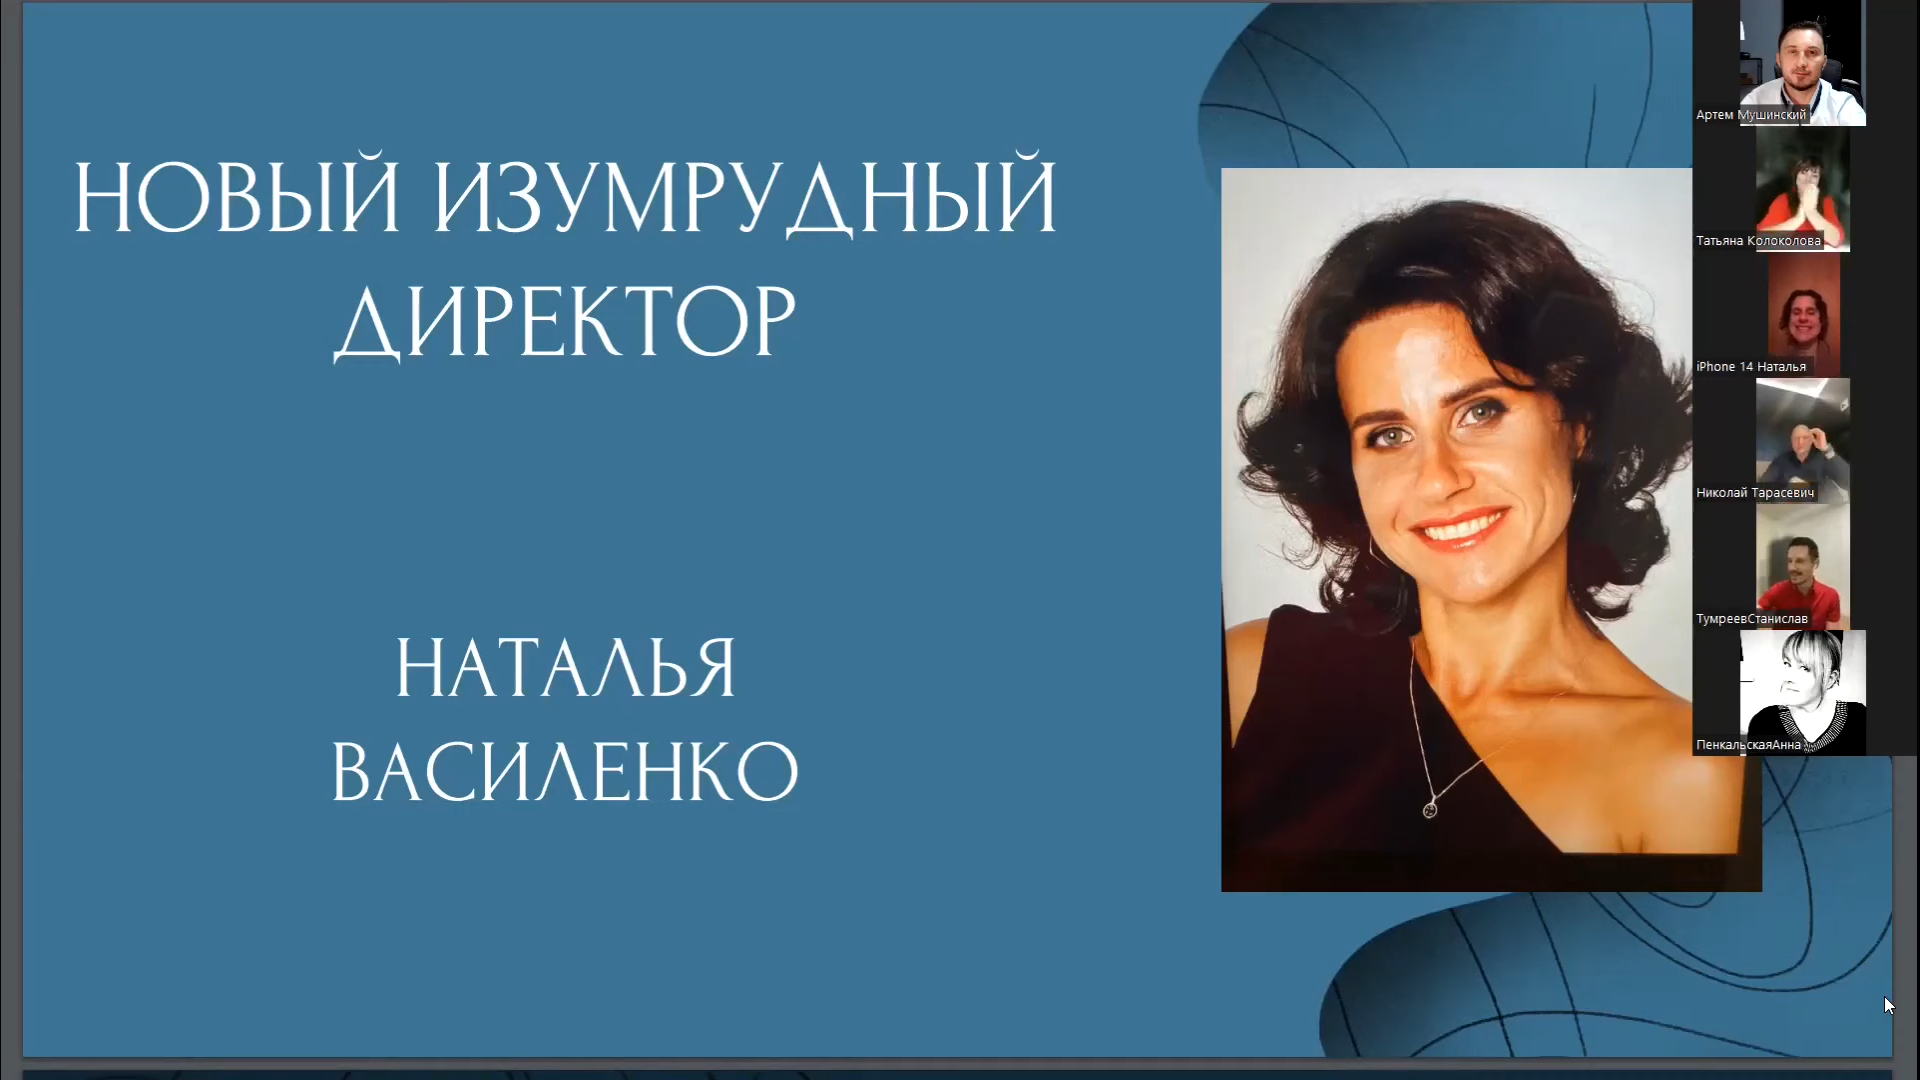 НОВЫЙ ИЗУМРУДНЫЙ
ДИРЕКТОР
НАТАЛЬЯ
ВАСИЛЕНКО
Артем Мушинский
Татьяна Колоколова
iPhone 14 Наталья
Николай Тарасевич
ТумреевСтанислав
ПенкальскаяАнна